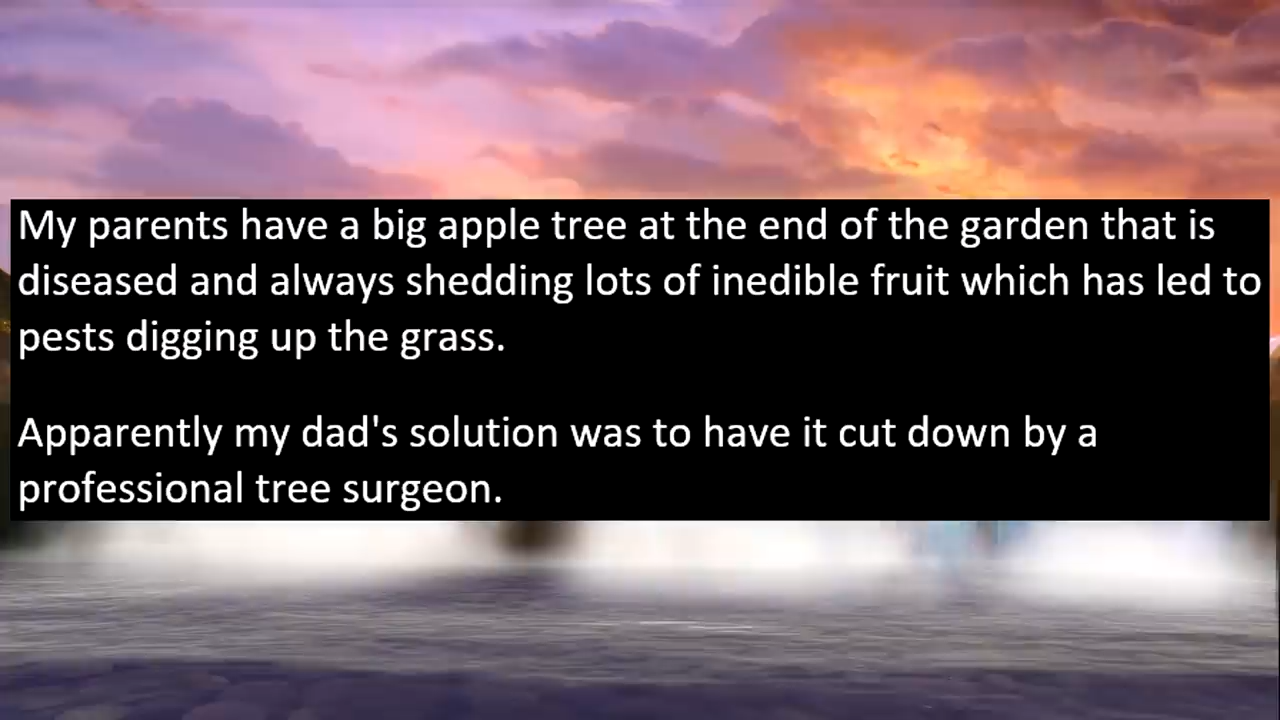 My parents have a big apple tree at the end of the garden that is
diseased and always shedding lots of inedible fruit which has led to
pests digging up the grass.
Apparently my dad's solution was to have it cut down by a
professional tree surgeon.